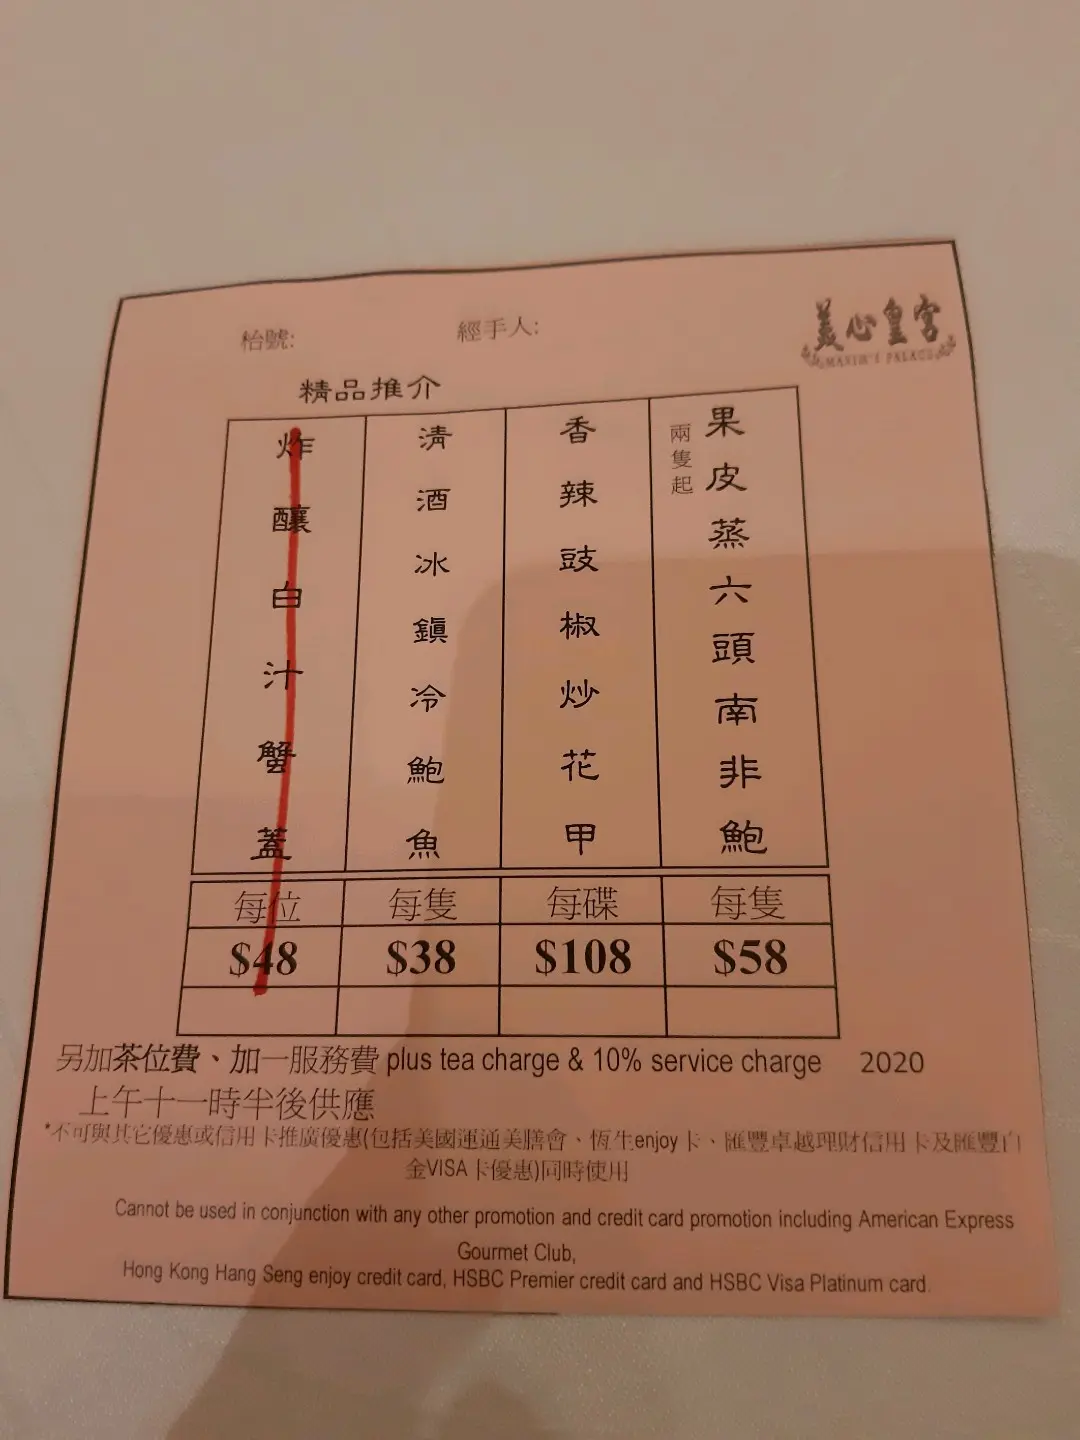 枱號:
經手人:
美心皇宮
MAXIM'S PALACE
精品推介
果皮蒸六頭南非鮑
兩隻起
香辣豉椒炒花甲
清酒冰鎮冷鮑魚
炸釀白汁蟹蓋
每位 每隻 每碟 每隻
$48 $38 $108 $58
另加茶位費、加一服務費 plus tea charge & 10% service charge 2020
上午十一時半後供應
*不可與其它優惠或信用卡推廣優惠(包括美國運通美膳會、恆生enjoy卡、匯豐卓越理財信用卡及匯豐白
金VISA卡優惠)同時使用
Cannot be used in conjunction with any other promotion and credit card promotion including American Express
Gourmet Club,
Hong Kong Hang Seng enjoy credit card, HSBC Premier credit card and HSBC Visa Platinum card.